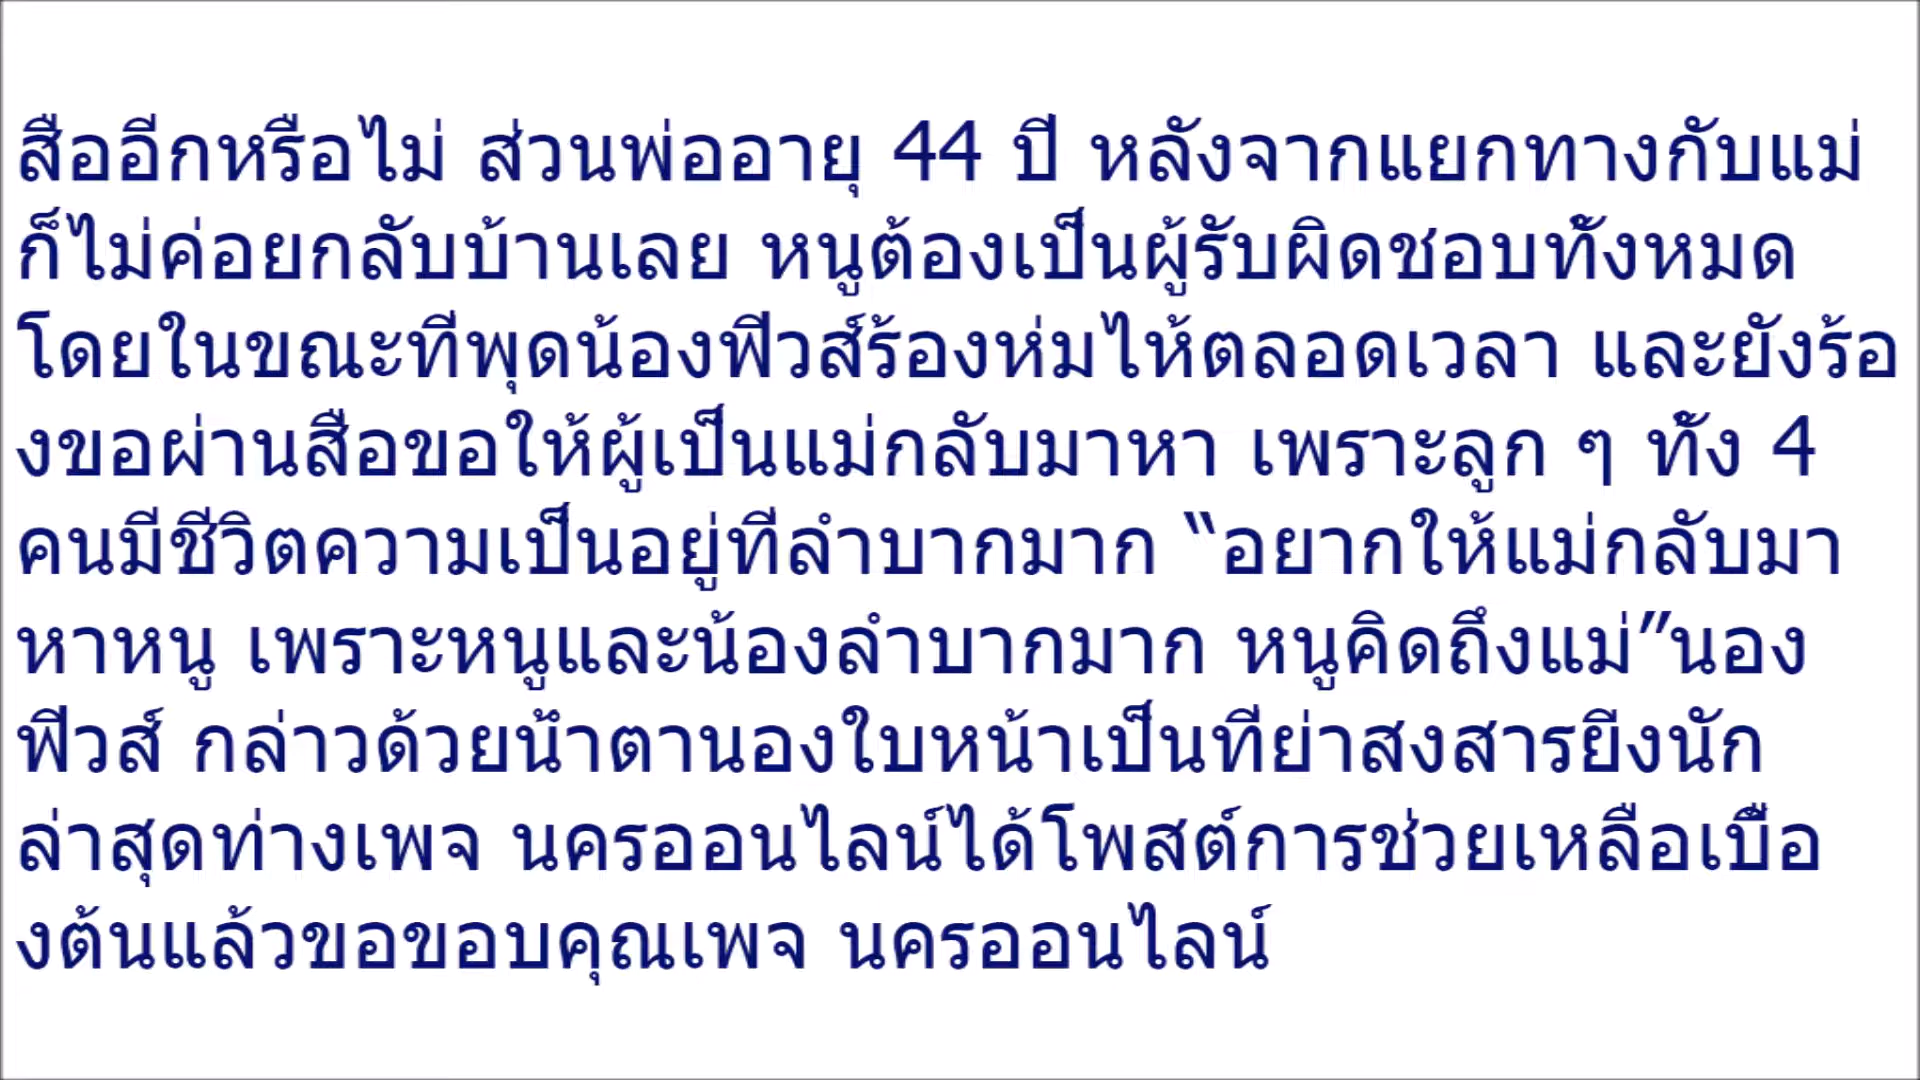 สืออีกหรือไม่ ส่วนพ่ออายุ 44 ปี หลังจากแยกทางกับแม่
ก็ไม่ค่อยกลับบ้านเลย หนูต้องเป็นผู้รับผิดชอบทั้งหมด
โดยในขณะที่พุดน้องฟิวส์ร้องห่มไห้ตลอดเวลา และยังร้อ
งขอผ่านสื่อขอให้ผู้เป็นแม่กลับมาหา เพราะลูก ๆ ทั้ง 4
คนมีชีวิตความเป็นอยู่ที่ลำบากมาก “อยากให้แม่กลับมา
หาหนู เพราะหนูและน้องลำบากมาก หนูคิดถึงแม่”นอง
ฟิวส์ กล่าวด้วยน้ำตานองใบหน้าเป็นที่ย่าสงสารยิ่งนัก
ล่าสุดท่างเพจ นครออนไลน์ได้โพสต์การช่วยเหลือเบื้อ
งต้นแล้วขอขอบคุณเพจ นครออนไลน์